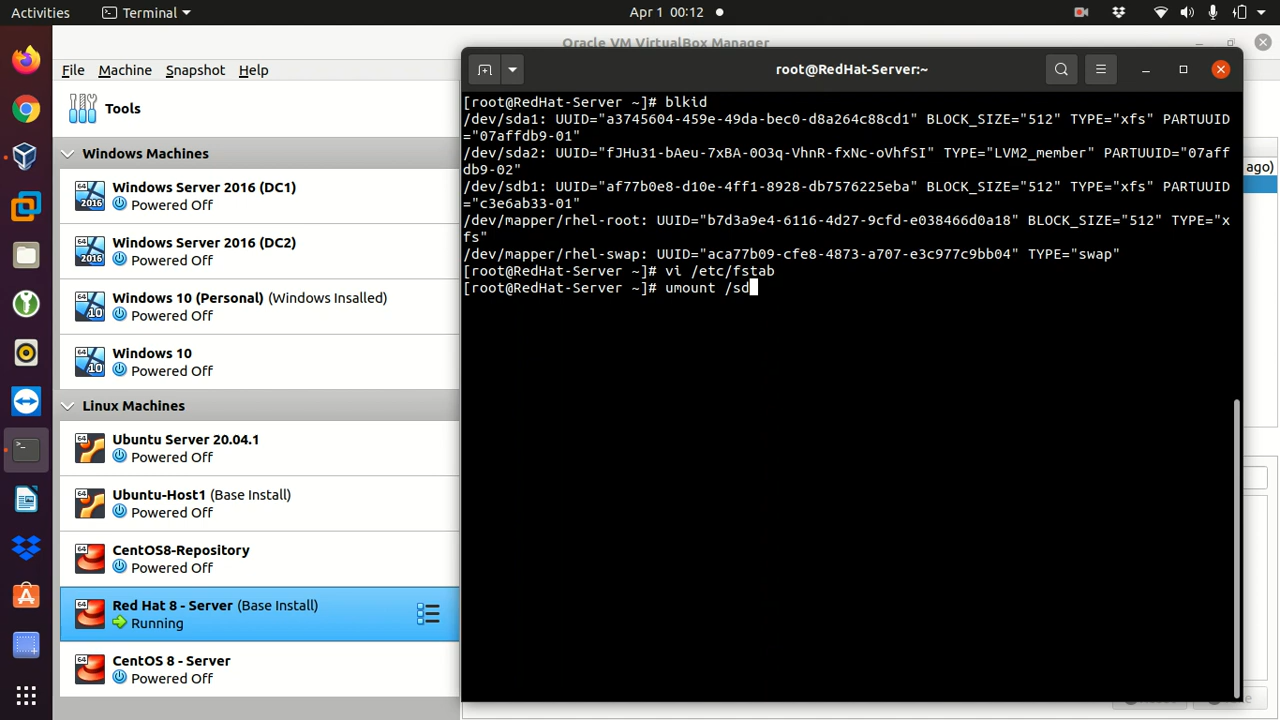 Activities
Terminal
Apr 1 00:12
Oracle VM VirtualBox Manager
File Machine Snapshot Help
Tools
Windows Machines
Windows Server 2016 (DC1)
Powered Off
Windows Server 2016 (DC2)
Powered Off
Windows 10 (Personal) (Windows Insalled)
Powered Off
Windows 10
Powered Off
Linux Machines
Ubuntu Server 20.04.1
Powered Off
Ubuntu-Host1 (Base Install)
Powered Off
CentOS8-Repository
Powered Off
Red Hat 8 - Server (Base Install)
Running
CentOS 8 - Server
Powered Off
root@RedHat-Server:~
[root@RedHat-Server ~]# blkid
/dev/sda1: UUID="a3745604-459e-49da-bec0-d8a264c88cd1" BLOCK_SIZE="512" TYPE="xfs" PARTUUID
="07affdb9-01"
/dev/sda2: UUID="fJHu31-bAeu-7xBA-0O3q-VhnR-fxNc-oVhfSI" TYPE="LVM2_member" PARTUUID="07aff
db9-02"
/dev/sdb1: UUID="af77b0e8-d10e-4ff1-8928-db7576225eba" BLOCK_SIZE="512" TYPE="xfs" PARTUUID
="c3e6ab33-01"
/dev/mapper/rhel-root: UUID="b7d3a9e4-6116-4d27-9cfd-e038466d0a18" BLOCK_SIZE="512" TYPE="x
fs"
/dev/mapper/rhel-swap: UUID="aca77b09-cfe8-4873-a707-e3c977c9bb04" TYPE="swap"
[root@RedHat-Server ~]# vi /etc/fstab
[root@RedHat-Server ~]# umount /sd
ago)